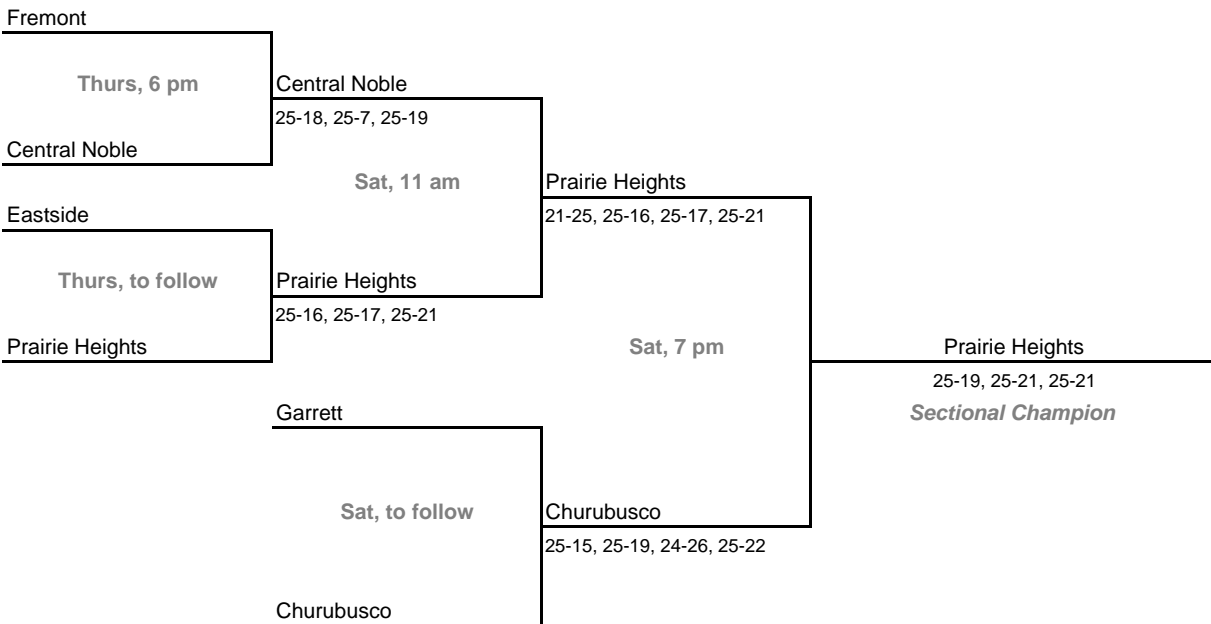 Fremont
Thurs, 6 pm
Central Noble
25-18, 25-7, 25-19
Central Noble
Sat, 11 am
Prairie Heights
21-25, 25-16, 25-17, 25-21
Eastside
Thurs, to follow
Prairie Heights
25-16, 25-17, 25-21
Prairie Heights
Sat, 7 pm
Prairie Heights
25-19, 25-21, 25-21
Sectional Champion
Garrett
Sat, to follow
Churubusco
25-15, 25-19, 24-26, 25-22
Churubusco